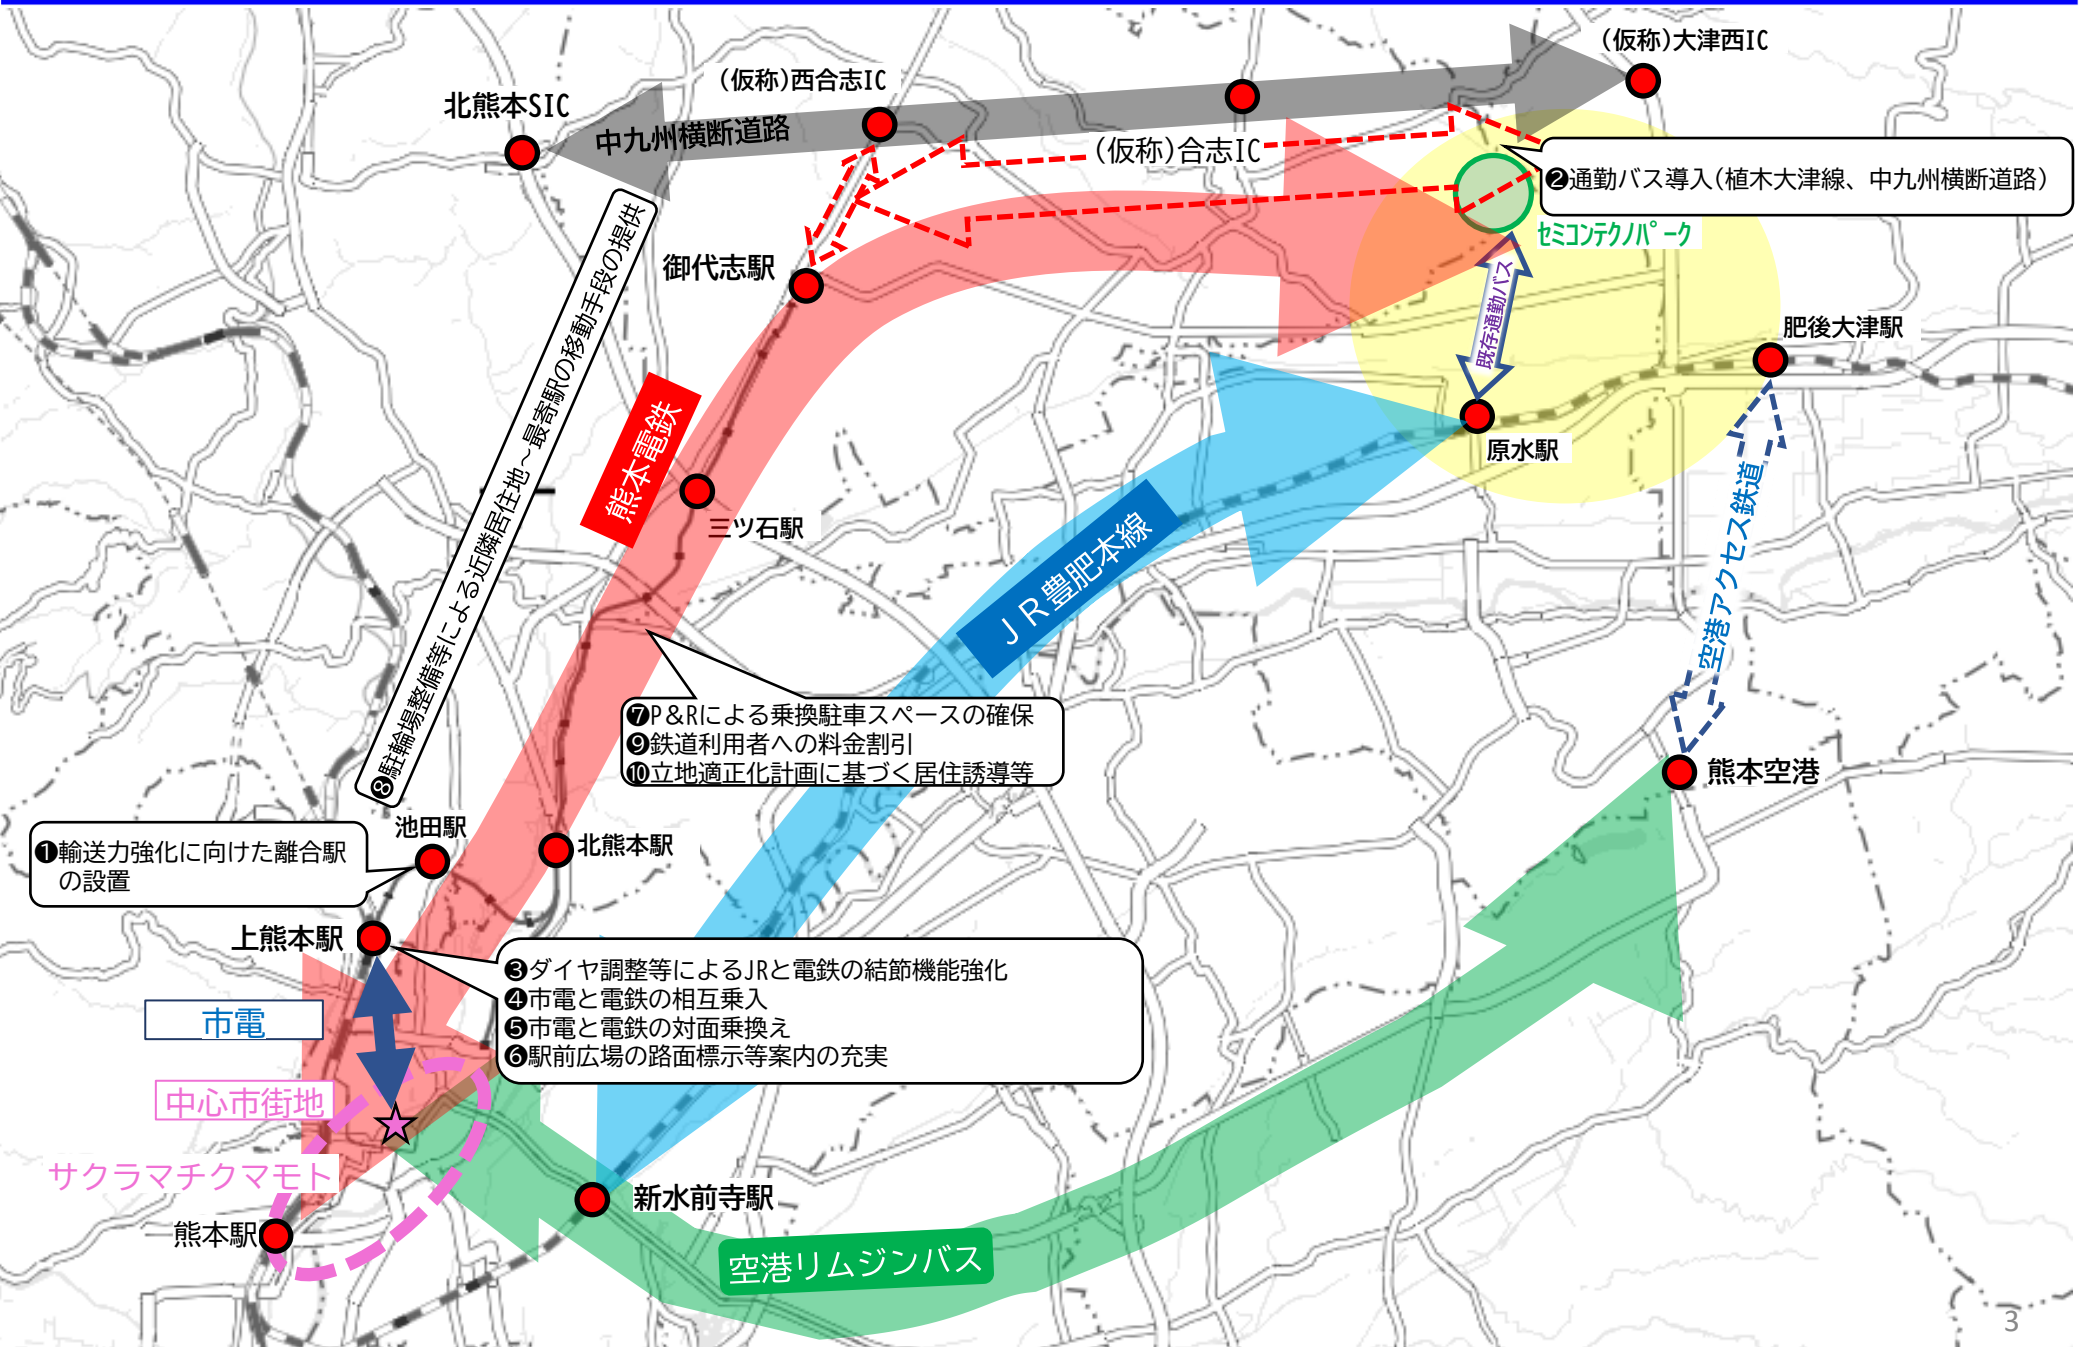 (仮称)大津西IC
(仮称)西合志IC
北熊本SIC
中九州横断道路
(仮称)合志IC
❷通勤バス導入(植木大津線、中九州横断道路)
セミコンテクノパーク
御代志駅
既存通勤バス
肥後大津駅
❽駐輪場整備等による近隣居住地~最寄駅の移動手段の提供
熊本電鉄
原水駅
三ツ石駅
JR豊肥本線
空港アクセス鉄道
❼P&Rによる乗換駐車スペースの確保
❾鉄道利用者への料金割引
❿立地適正化計画に基づく居住誘導等
熊本空港
池田駅
北熊本駅
❶輸送力強化に向けた離合駅
の設置
上熊本駅
❸ダイヤ調整等によるJRと電鉄の結節機能強化
❹市電と電鉄の相互乗入
❺市電と電鉄の対面乗換え
❻駅前広場の路面標示等案内の充実
市電
中心市街地
サクラマチクマモト
新水前寺駅
熊本駅
空港リムジンバス
3